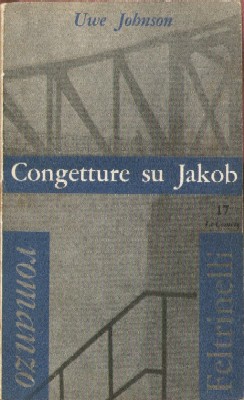 Uwe Johnson
Congetture su Jakob
17
romanzo
Feltrinelli